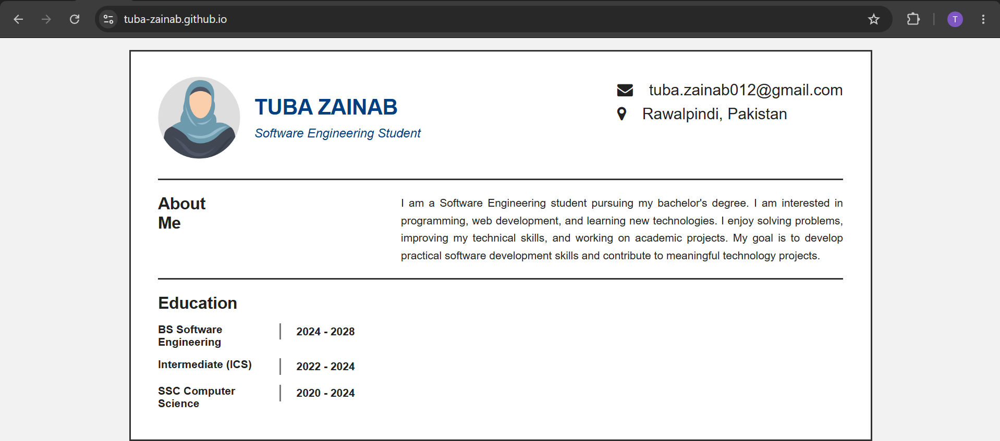 tuba-zainab.github.io
T
TUBA ZAINAB
Software Engineering Student
tuba.zainab012@gmail.com
Rawalpindi, Pakistan
About
Me
I am a Software Engineering student pursuing my bachelor's degree. I am interested in
programming, web development, and learning new technologies. I enjoy solving problems,
improving my technical skills, and working on academic projects. My goal is to develop
practical software development skills and contribute to meaningful technology projects.
Education
BS Software
Engineering
2024 - 2028
Intermediate (ICS)
2022 - 2024
SSC Computer
Science
2020 - 2024